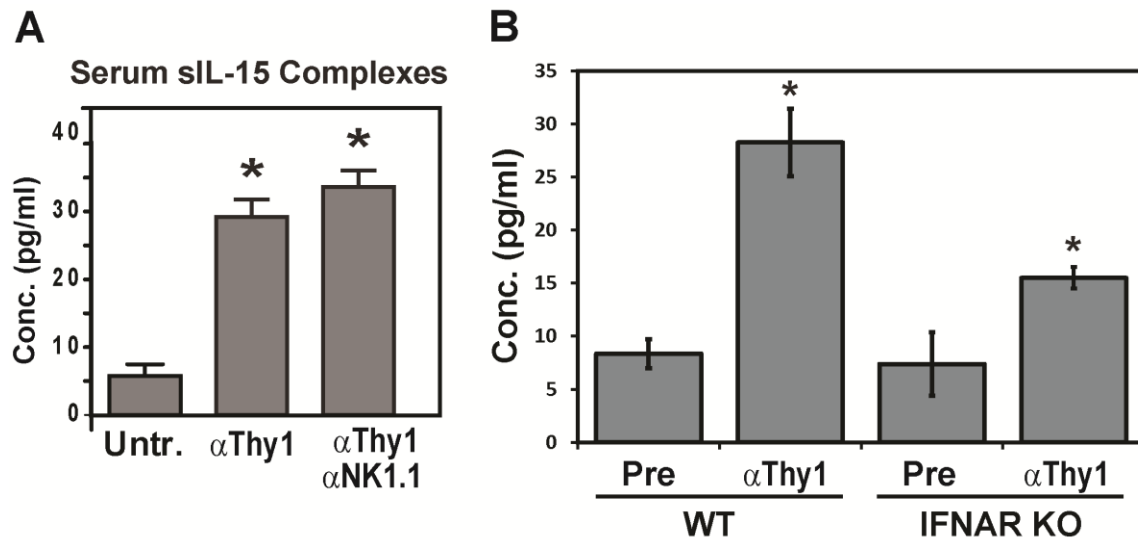 A
Serum sIL-15 Complexes
Conc. (pg/ml)
40
30
20
10
0
*
*
Untr.
αThy1
αThy1
αNK1.1
B
Conc. (pg/ml)
35
30
25
20
15
10
5
0
*
*
Pre
αThy1
Pre
αThy1
WT
IFNAR KO